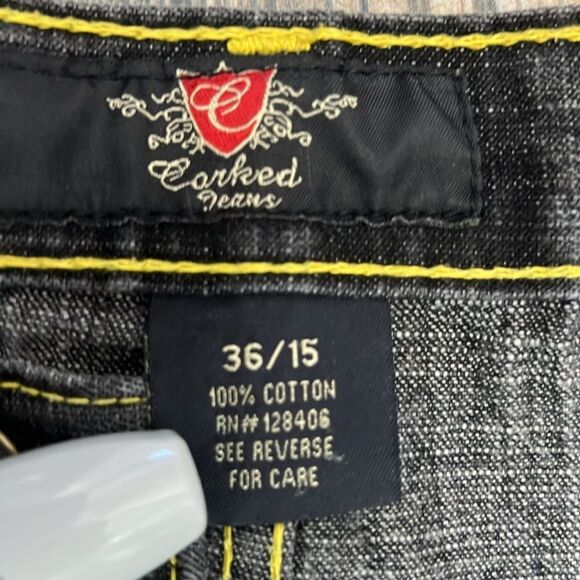 C
Corked
Jeans
36/15
100% COTTON
RN# 128406
SEE REVERSE
FOR CARE